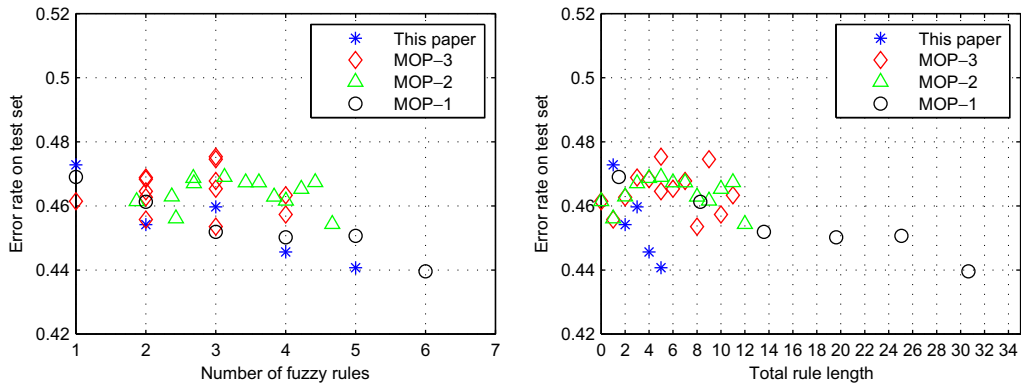 0.52
0.5
0.48
0.46
0.44
0.42
Error rate on test set
1 2 3 4 5 6 7
Number of fuzzy rules
This paper
MOP−3
MOP−2
MOP−1
0.52
0.5
0.48
0.46
0.44
0.42
Error rate on test set
0 2 4 6 8 10 12 14 16 18 20 22 24 26 28 30 32 34
Total rule length
This paper
MOP−3
MOP−2
MOP−1